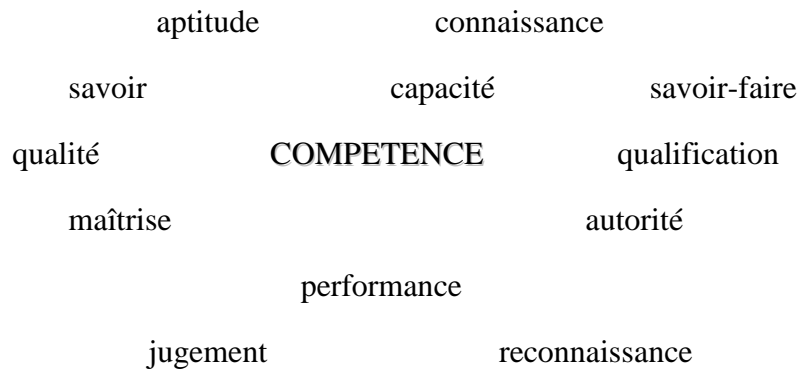 aptitude connaissance
savoir capacité savoir-faire
qualité COMPETENCE qualification
maîtrise autorité
performance
jugement reconnaissance